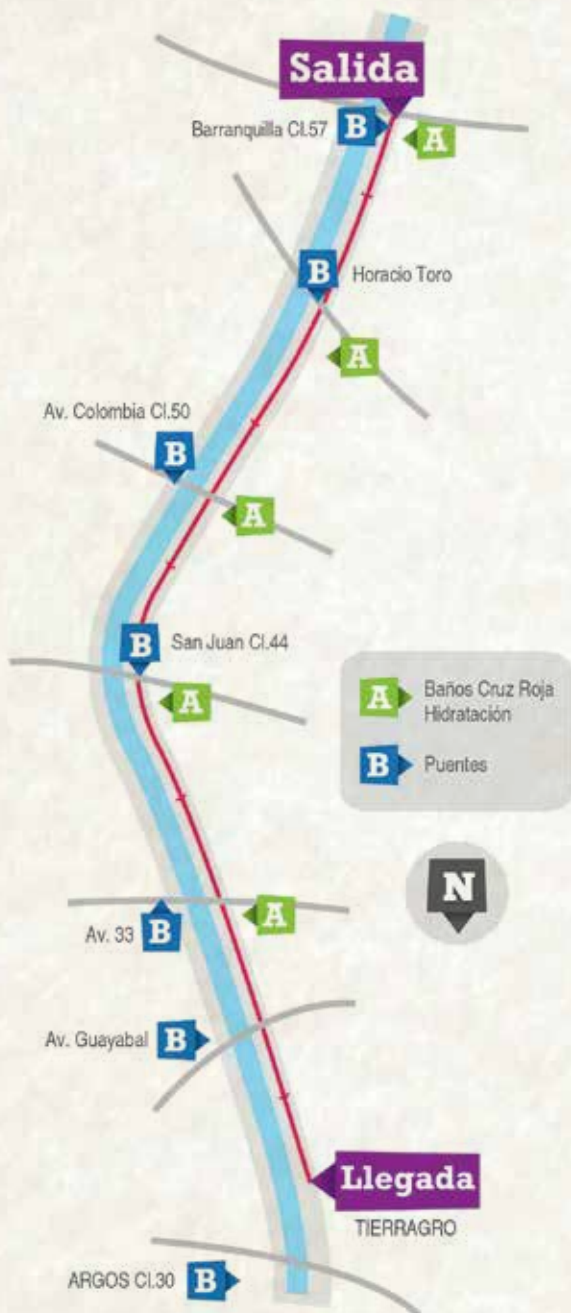 Salida
Barranquilla Cl.57 B
A
B Horacio Toro
A
Av. Colombia Cl.50
B
A
B San Juan Cl.44
A
A Baños Cruz Roja
Hidratación
B Puentes
N
Av. 33 B
A
Av. Guayabal B
Llegada
TIERRAGRO
ARGOS Cl.30 B